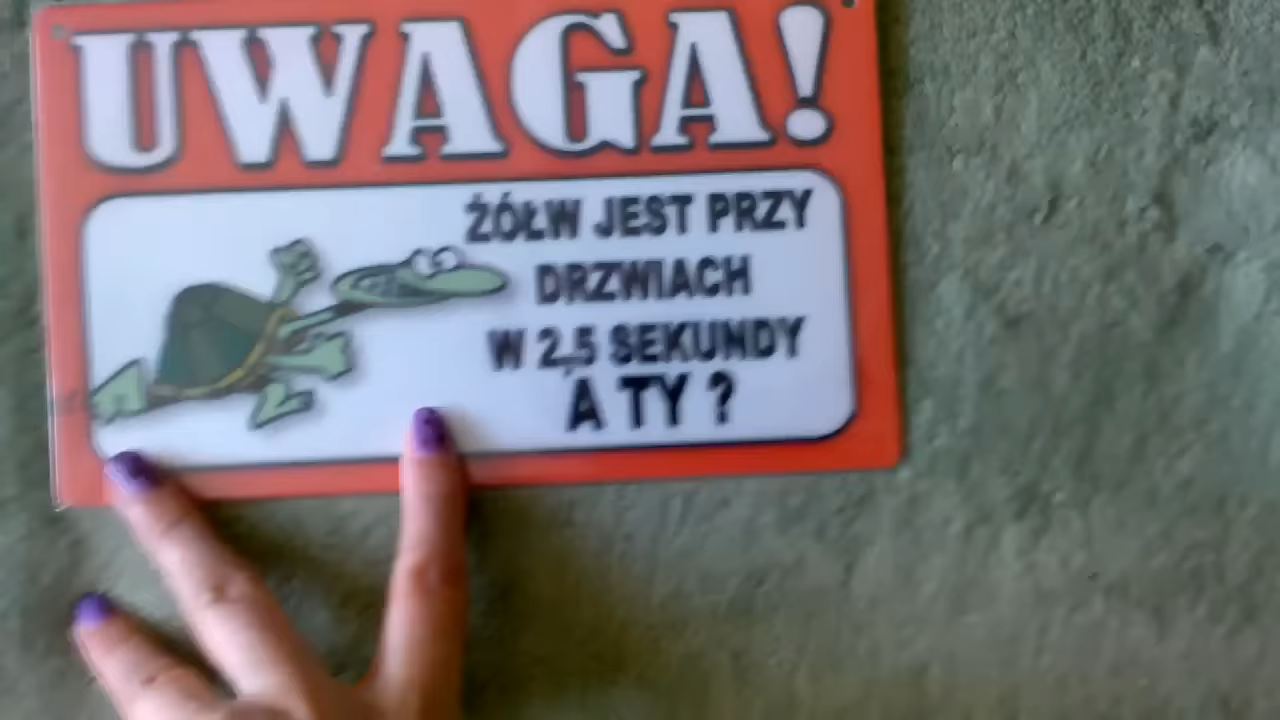 UWAGA!
ŻÓŁW JEST PRZY
DRZWIACH
W 2,5 SEKUNDY
A TY ?